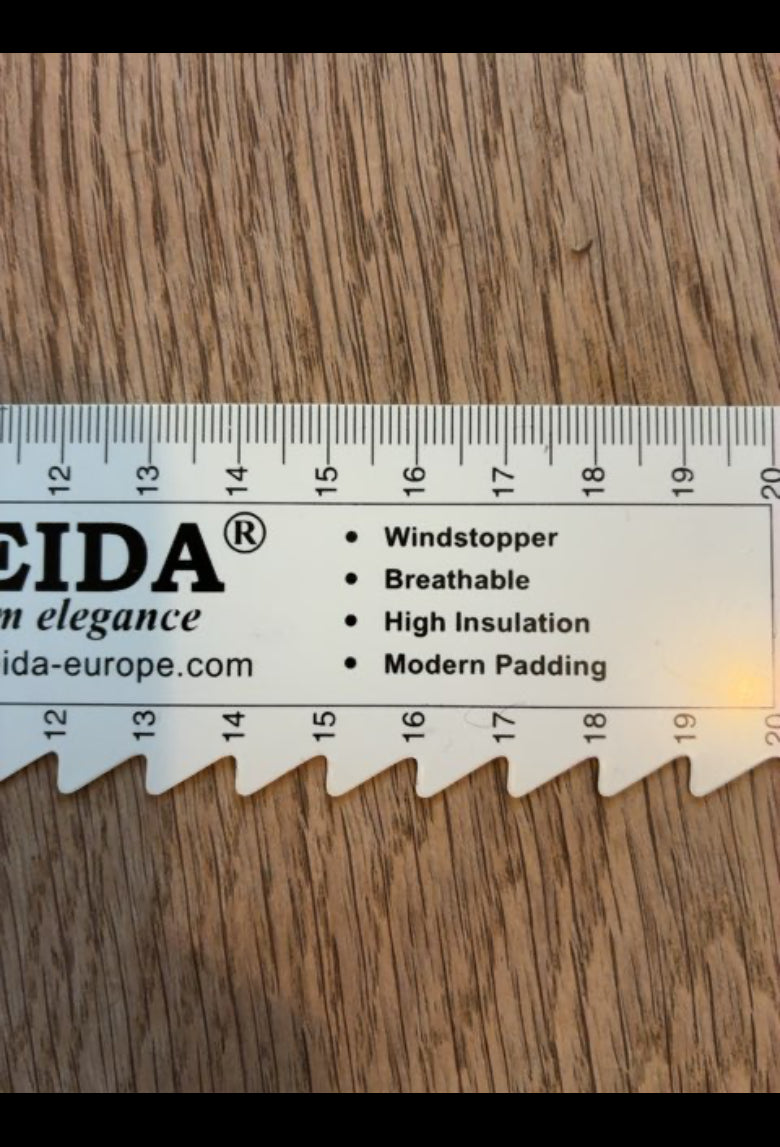 12 13 14 15 16 17 18 19 20
EIDA®
m elegance
ida-europe.com
• Windstopper
• Breathable
• High Insulation
• Modern Padding
12 13 14 15 16 17 18 19 20